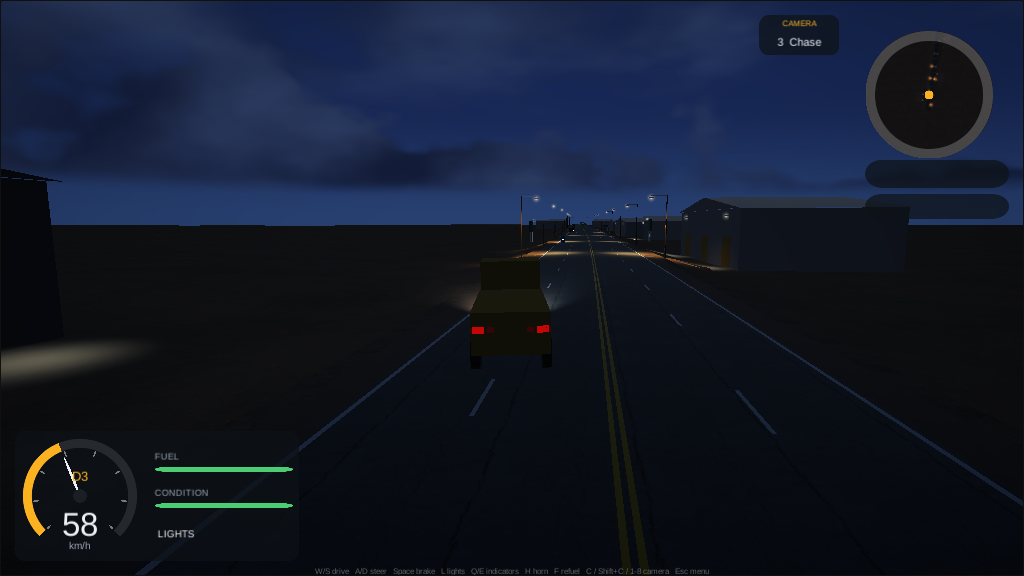 CAMERA
3 Chase
D3
58
km/h
FUEL
CONDITION
LIGHTS
W/S drive A/D steer Space brake L lights Q/E indicators H horn F refuel C / Shift+C / 1-8 camera Esc menu